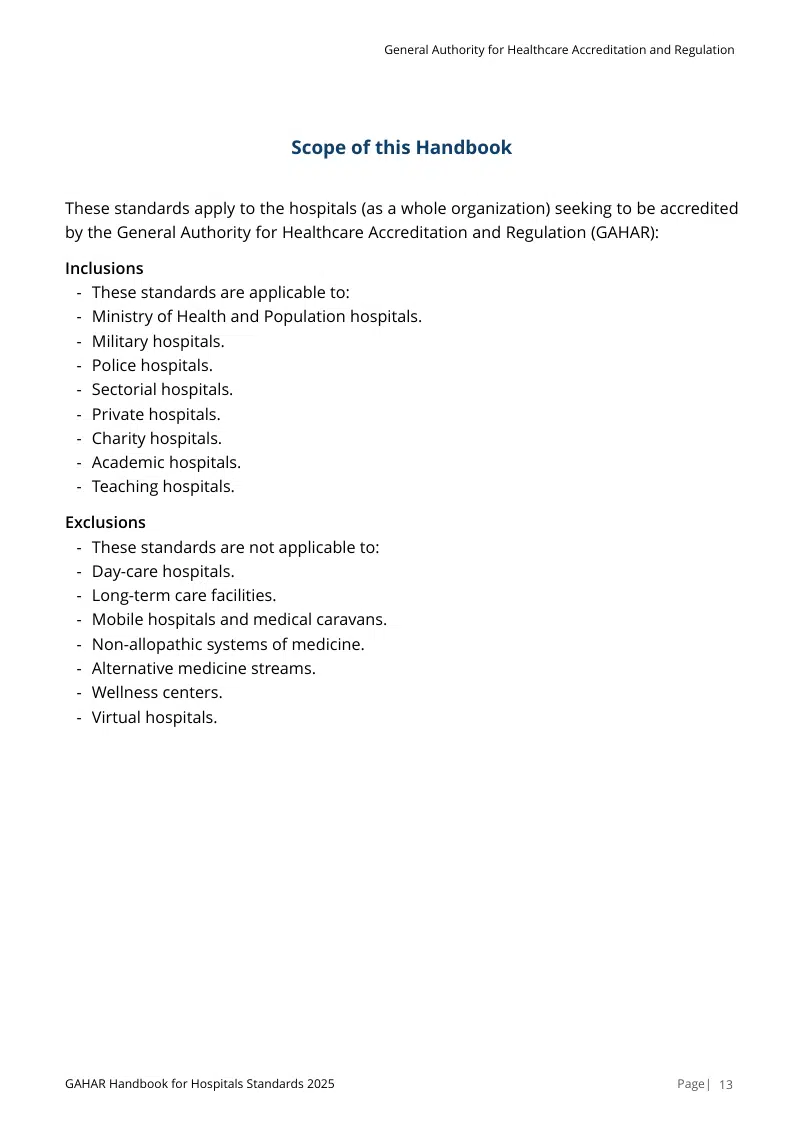 General Authority for Healthcare Accreditation and Regulation
Scope of this Handbook
These standards apply to the hospitals (as a whole organization) seeking to be accredited
by the General Authority for Healthcare Accreditation and Regulation (GAHAR):
Inclusions
- These standards are applicable to:
- Ministry of Health and Population hospitals.
- Military hospitals.
- Police hospitals.
- Sectorial hospitals.
- Private hospitals.
- Charity hospitals.
- Academic hospitals.
- Teaching hospitals.
Exclusions
- These standards are not applicable to:
- Day-care hospitals.
- Long-term care facilities.
- Mobile hospitals and medical caravans.
- Non-allopathic systems of medicine.
- Alternative medicine streams.
- Wellness centers.
- Virtual hospitals.
GAHAR Handbook for Hospitals Standards 2025
Page| 13